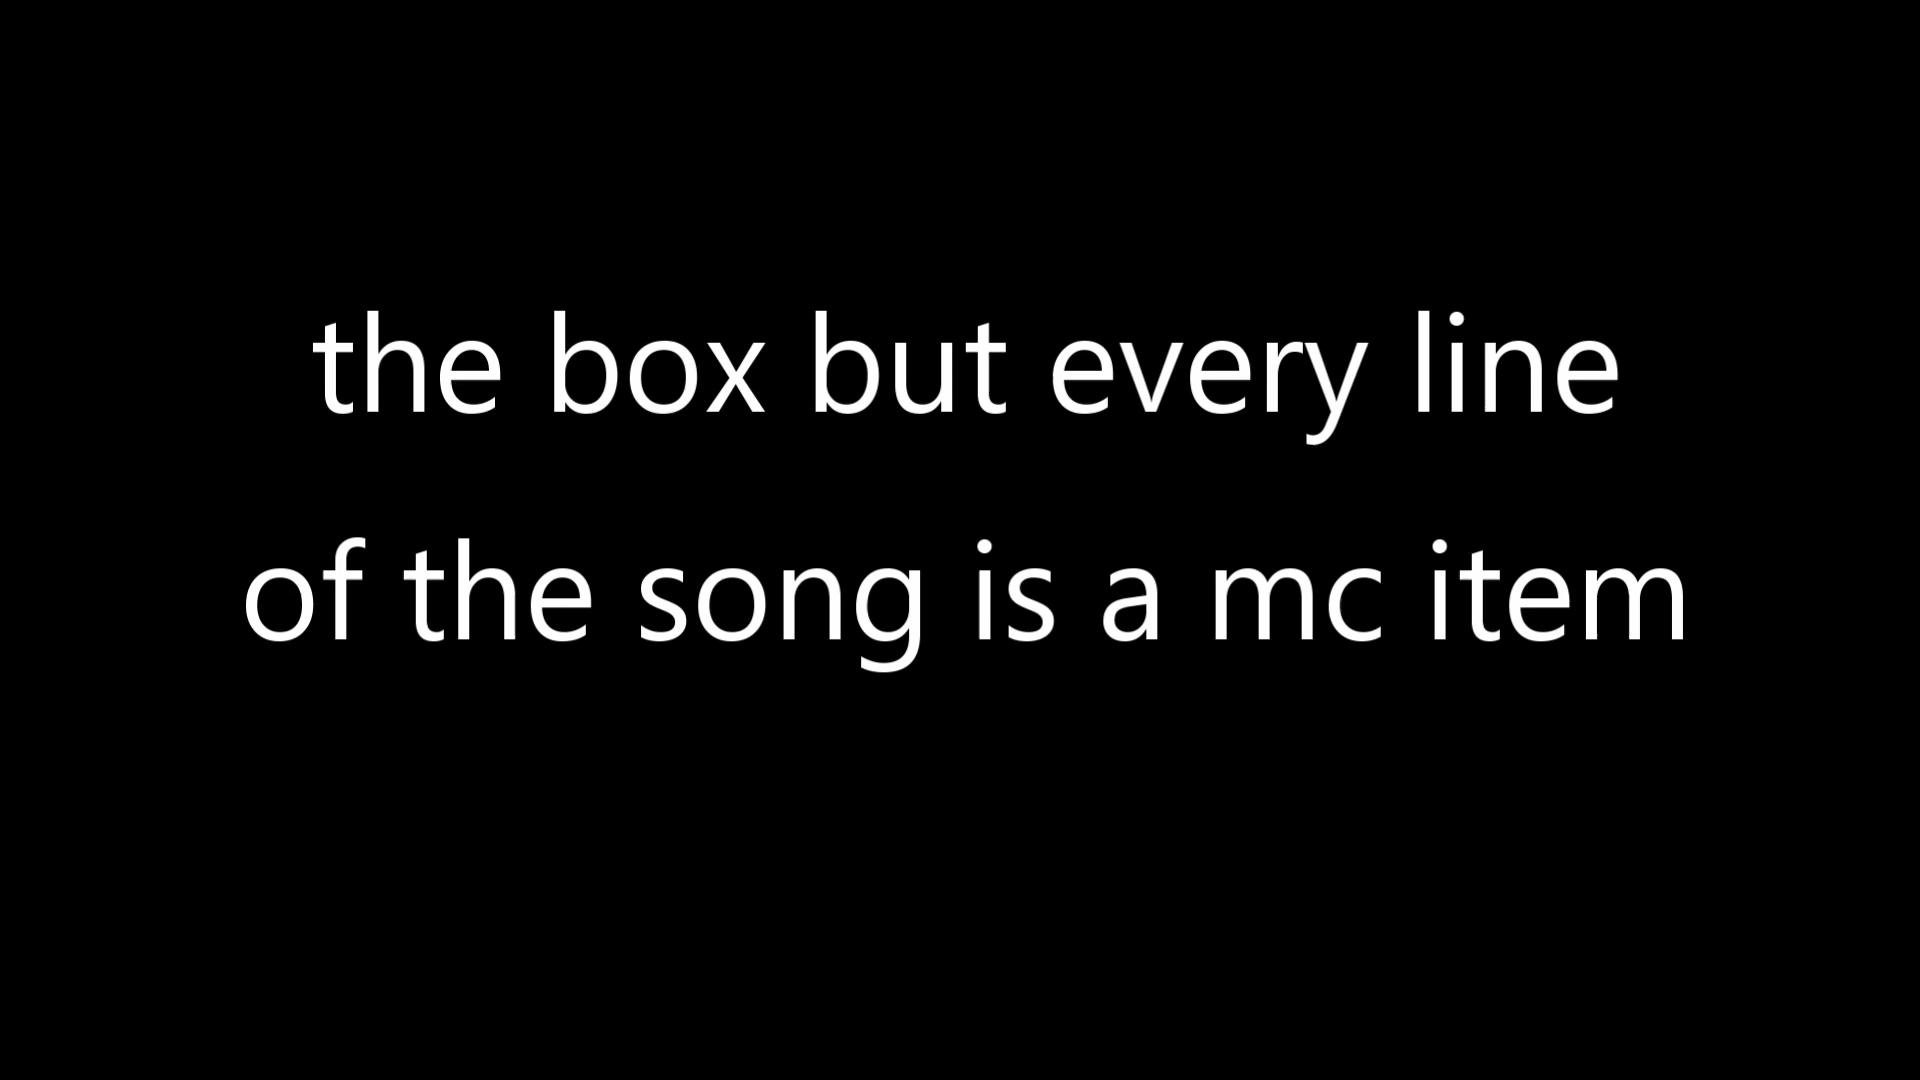 the box but every line
of the song is a mc item